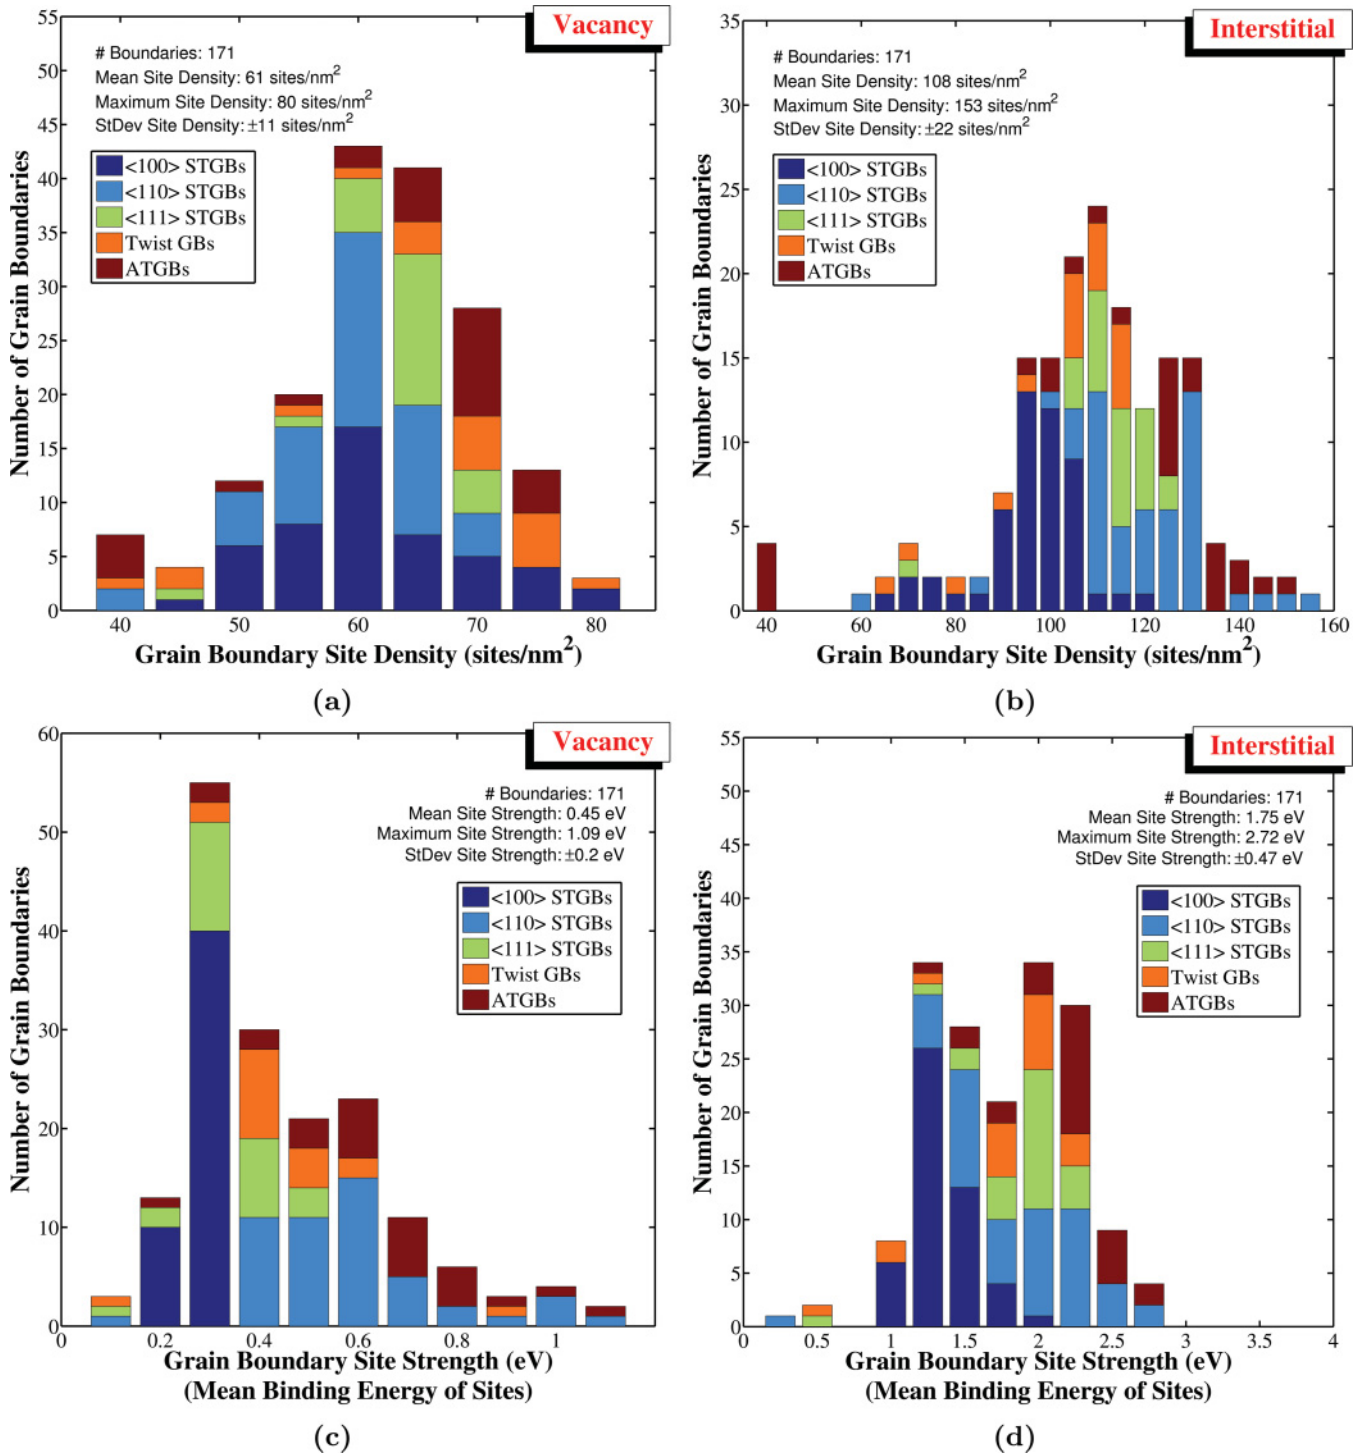 Vacancy
# Boundaries: 171
Mean Site Density: 61 sites/nm²
Maximum Site Density: 80 sites/nm²
StDev Site Density: ±11 sites/nm²
<100> STGBs
<110> STGBs
<111> STGBs
Twist GBs
ATGBs
Number of Grain Boundaries
55
50
45
40
35
30
25
20
15
10
5
0
40 50 60 70 80
Grain Boundary Site Density (sites/nm²)
(a)
Interstitial
# Boundaries: 171
Mean Site Density: 108 sites/nm²
Maximum Site Density: 153 sites/nm²
StDev Site Density: ±22 sites/nm²
<100> STGBs
<110> STGBs
<111> STGBs
Twist GBs
ATGBs
Number of Grain Boundaries
35
30
25
20
15
10
5
0
40 60 80 100 120 140 160
Grain Boundary Site Density (sites/nm²)
(b)
Vacancy
# Boundaries: 171
Mean Site Strength: 0.45 eV
Maximum Site Strength: 1.09 eV
StDev Site Strength: ±0.2 eV
<100> STGBs
<110> STGBs
<111> STGBs
Twist GBs
ATGBs
Number of Grain Boundaries
60
50
40
30
20
10
0
0 0.2 0.4 0.6 0.8 1
Grain Boundary Site Strength (eV)
(Mean Binding Energy of Sites)
(c)
Interstitial
# Boundaries: 171
Mean Site Strength: 1.75 eV
Maximum Site Strength: 2.72 eV
StDev Site Strength: ±0.47 eV
<100> STGBs
<110> STGBs
<111> STGBs
Twist GBs
ATGBs
Number of Grain Boundaries
55
50
45
40
35
30
25
20
15
10
5
0
0 0.5 1 1.5 2 2.5 3 3.5 4
Grain Boundary Site Strength (eV)
(Mean Binding Energy of Sites)
(d)